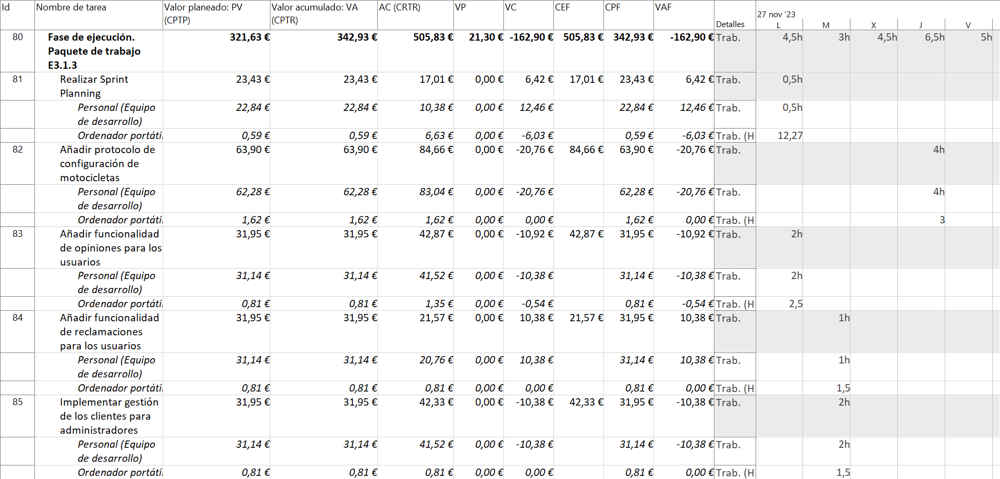 Id Nombre de tarea Valor planeado: PV Valor acumulado: VA AC (CRTR) VP VC CEF CPF VAF
(CPTP) (CPTR) Detalles 27 nov '23
L M X J V
80 Fase de ejecución. 321,63 € 342,93 € 505,83 € 21,30 € -162,90 € 505,83 € 342,93 € -162,90 € Trab. 4,5h 3h 4,5h 6,5h 5h
Paquete de trabajo
E3.1.3
81 Realizar Sprint 23,43 € 23,43 € 17,01 € 0,00 € 6,42 € 17,01 € 23,43 € 6,42 € Trab. 0,5h
Planning
Personal (Equipo 22,84 € 22,84 € 10,38 € 0,00 € 12,46 € 22,84 € 12,46 € Trab. 0,5h
de desarrollo)
Ordenador portáti 0,59 € 0,59 € 6,63 € 0,00 € -6,03 € 0,59 € -6,03 € Trab. (H 12,27
82 Añadir protocolo de 63,90 € 63,90 € 84,66 € 0,00 € -20,76 € 84,66 € 63,90 € -20,76 € Trab. 4h
configuración de
motocicletas
Personal (Equipo 62,28 € 62,28 € 83,04 € 0,00 € -20,76 € 62,28 € -20,76 € Trab. 4h
de desarrollo)
Ordenador portáti 1,62 € 1,62 € 1,62 € 0,00 € 0,00 € 1,62 € 0,00 € Trab. (H 3
83 Añadir funcionalidad 31,95 € 31,95 € 42,87 € 0,00 € -10,92 € 42,87 € 31,95 € -10,92 € Trab. 2h
de opiniones para los
usuarios
Personal (Equipo 31,14 € 31,14 € 41,52 € 0,00 € -10,38 € 31,14 € -10,38 € Trab. 2h
de desarrollo)
Ordenador portáti 0,81 € 0,81 € 1,35 € 0,00 € -0,54 € 0,81 € -0,54 € Trab. (H 2,5
84 Añadir funcionalidad 31,95 € 31,95 € 21,57 € 0,00 € 10,38 € 21,57 € 31,95 € 10,38 € Trab. 1h
de reclamaciones
para los usuarios
Personal (Equipo 31,14 € 31,14 € 20,76 € 0,00 € 10,38 € 31,14 € 10,38 € Trab. 1h
de desarrollo)
Ordenador portáti 0,81 € 0,81 € 0,81 € 0,00 € 0,00 € 0,81 € 0,00 € Trab. (H 1,5
85 Implementar gestión 31,95 € 31,95 € 42,33 € 0,00 € -10,38 € 42,33 € 31,95 € -10,38 € Trab. 2h
de los clientes para
administradores
Personal (Equipo 31,14 € 31,14 € 41,52 € 0,00 € -10,38 € 31,14 € -10,38 € Trab. 2h
de desarrollo)
Ordenador portáti 0,81 € 0,81 € 0,81 € 0,00 € 0,00 € 0,81 € 0,00 € Trab. (H 1,5